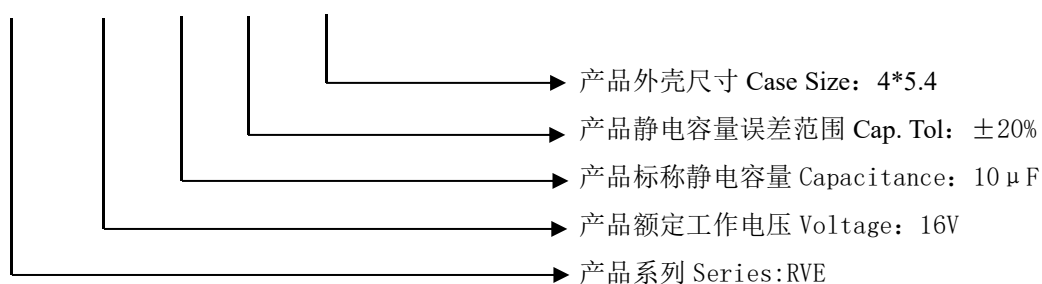 产品外壳尺寸 Case Size：4*5.4
产品静电容量误差范围 Cap. Tol：±20%
产品标称静电容量 Capacitance：10μF
产品额定工作电压 Voltage：16V
产品系列 Series:RVE